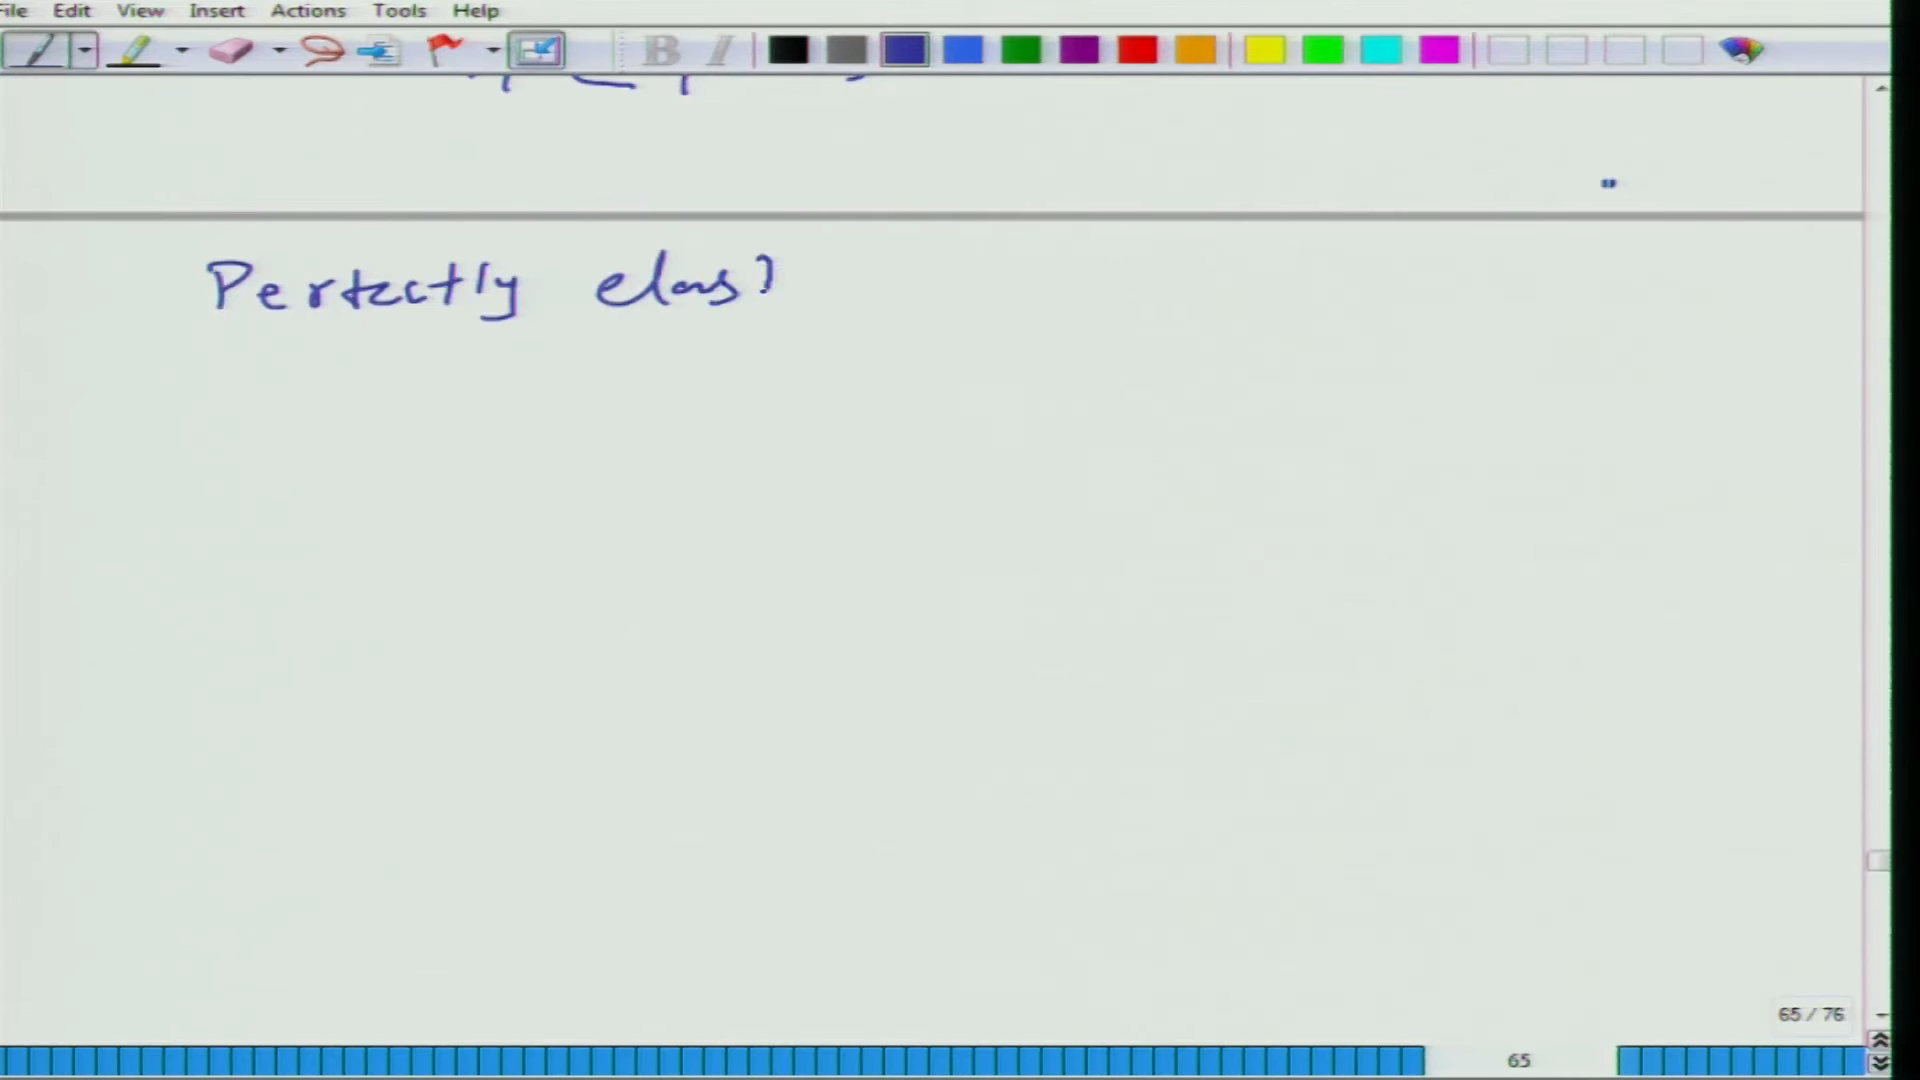 File Edit View Insert Actions Tools Help
B I
Perfectly elas
65 / 76
65